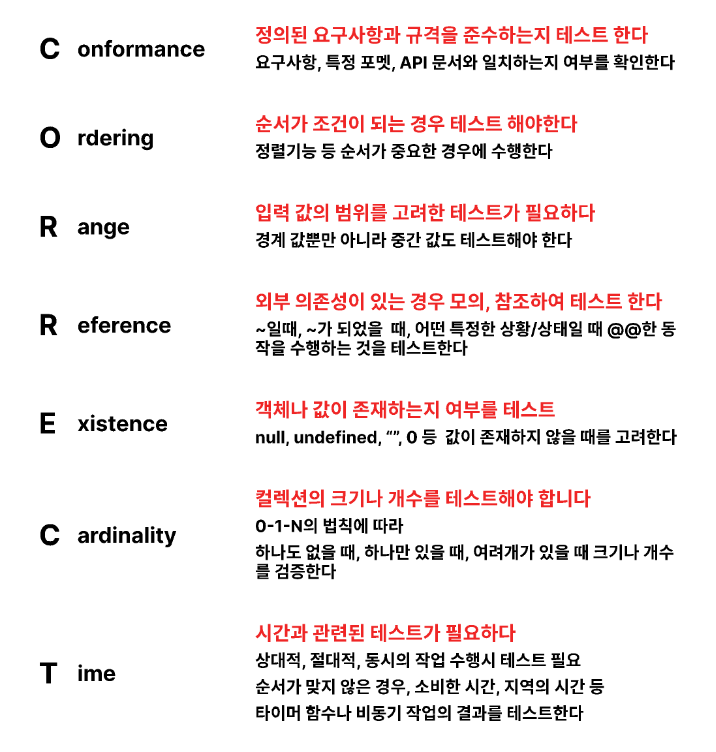 C onformance
정의된 요구사항과 규격을 준수하는지 테스트 한다
요구사항, 특정 포멧, API 문서와 일치하는지 여부를 확인한다
O rdering
순서가 조건이 되는 경우 테스트 해야한다
정렬기능 등 순서가 중요한 경우에 수행한다
R ange
입력 값의 범위를 고려한 테스트가 필요하다
경계 값뿐만 아니라 중간 값도 테스트해야 한다
R eference
외부 의존성이 있는 경우 모의, 참조하여 테스트 한다
~일때, ~가 되었을 때, 어떤 특정한 상황/상태일 때 @@한 동
작을 수행하는 것을 테스트한다
E xistence
객체나 값이 존재하는지 여부를 테스트
null, undefined, “”, 0 등 값이 존재하지 않을 때를 고려한다
C ardinality
컬렉션의 크기나 개수를 테스트해야 합니다
0-1-N의 법칙에 따라
하나도 없을 때, 하나만 있을 때, 여려개가 있을 때 크기나 개수
를 검증한다
T ime
시간과 관련된 테스트가 필요하다
상대적, 절대적, 동시의 작업 수행시 테스트 필요
순서가 맞지 않은 경우, 소비한 시간, 지역의 시간 등
타이머 함수나 비동기 작업의 결과를 테스트한다